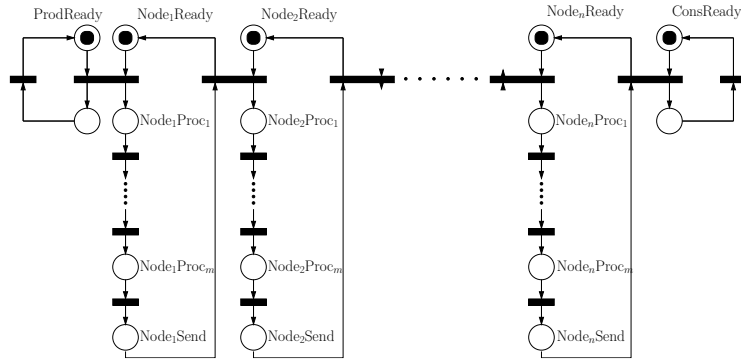 ProdReady Node₁Ready Node₂Ready NodeₙReady ConsReady
Node₁Proc₁ Node₂Proc₁ NodeₙProc₁
Node₁Procₘ Node₂Procₘ NodeₙProcₘ
Node₁Send Node₂Send NodeₙSend